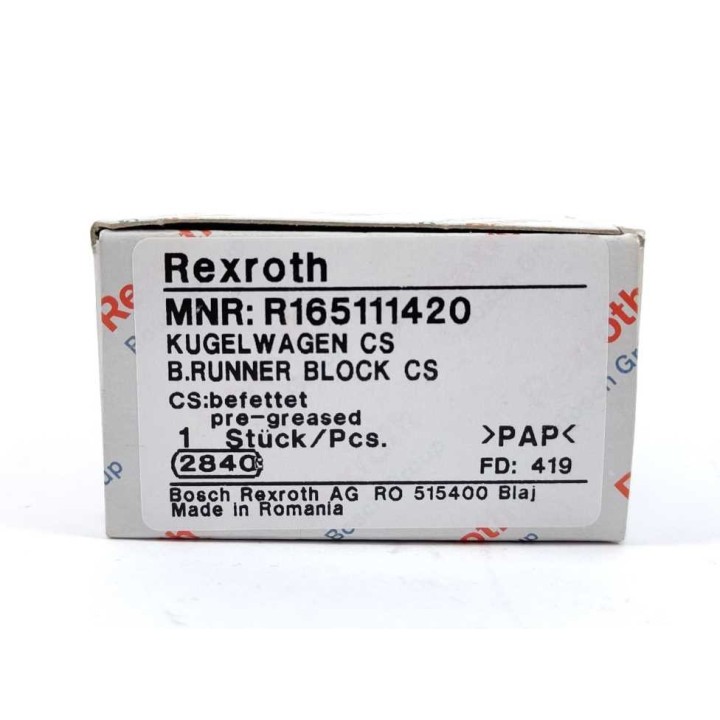 Rexroth
MNR: R165111420
KUGELWAGEN CS
B.RUNNER BLOCK CS
CS:befettet
pre-greased
1 Stück/Pcs. >PAP<
2840 FD: 419
Bosch Rexroth AG RO 515400 Blaj
Made in Romania